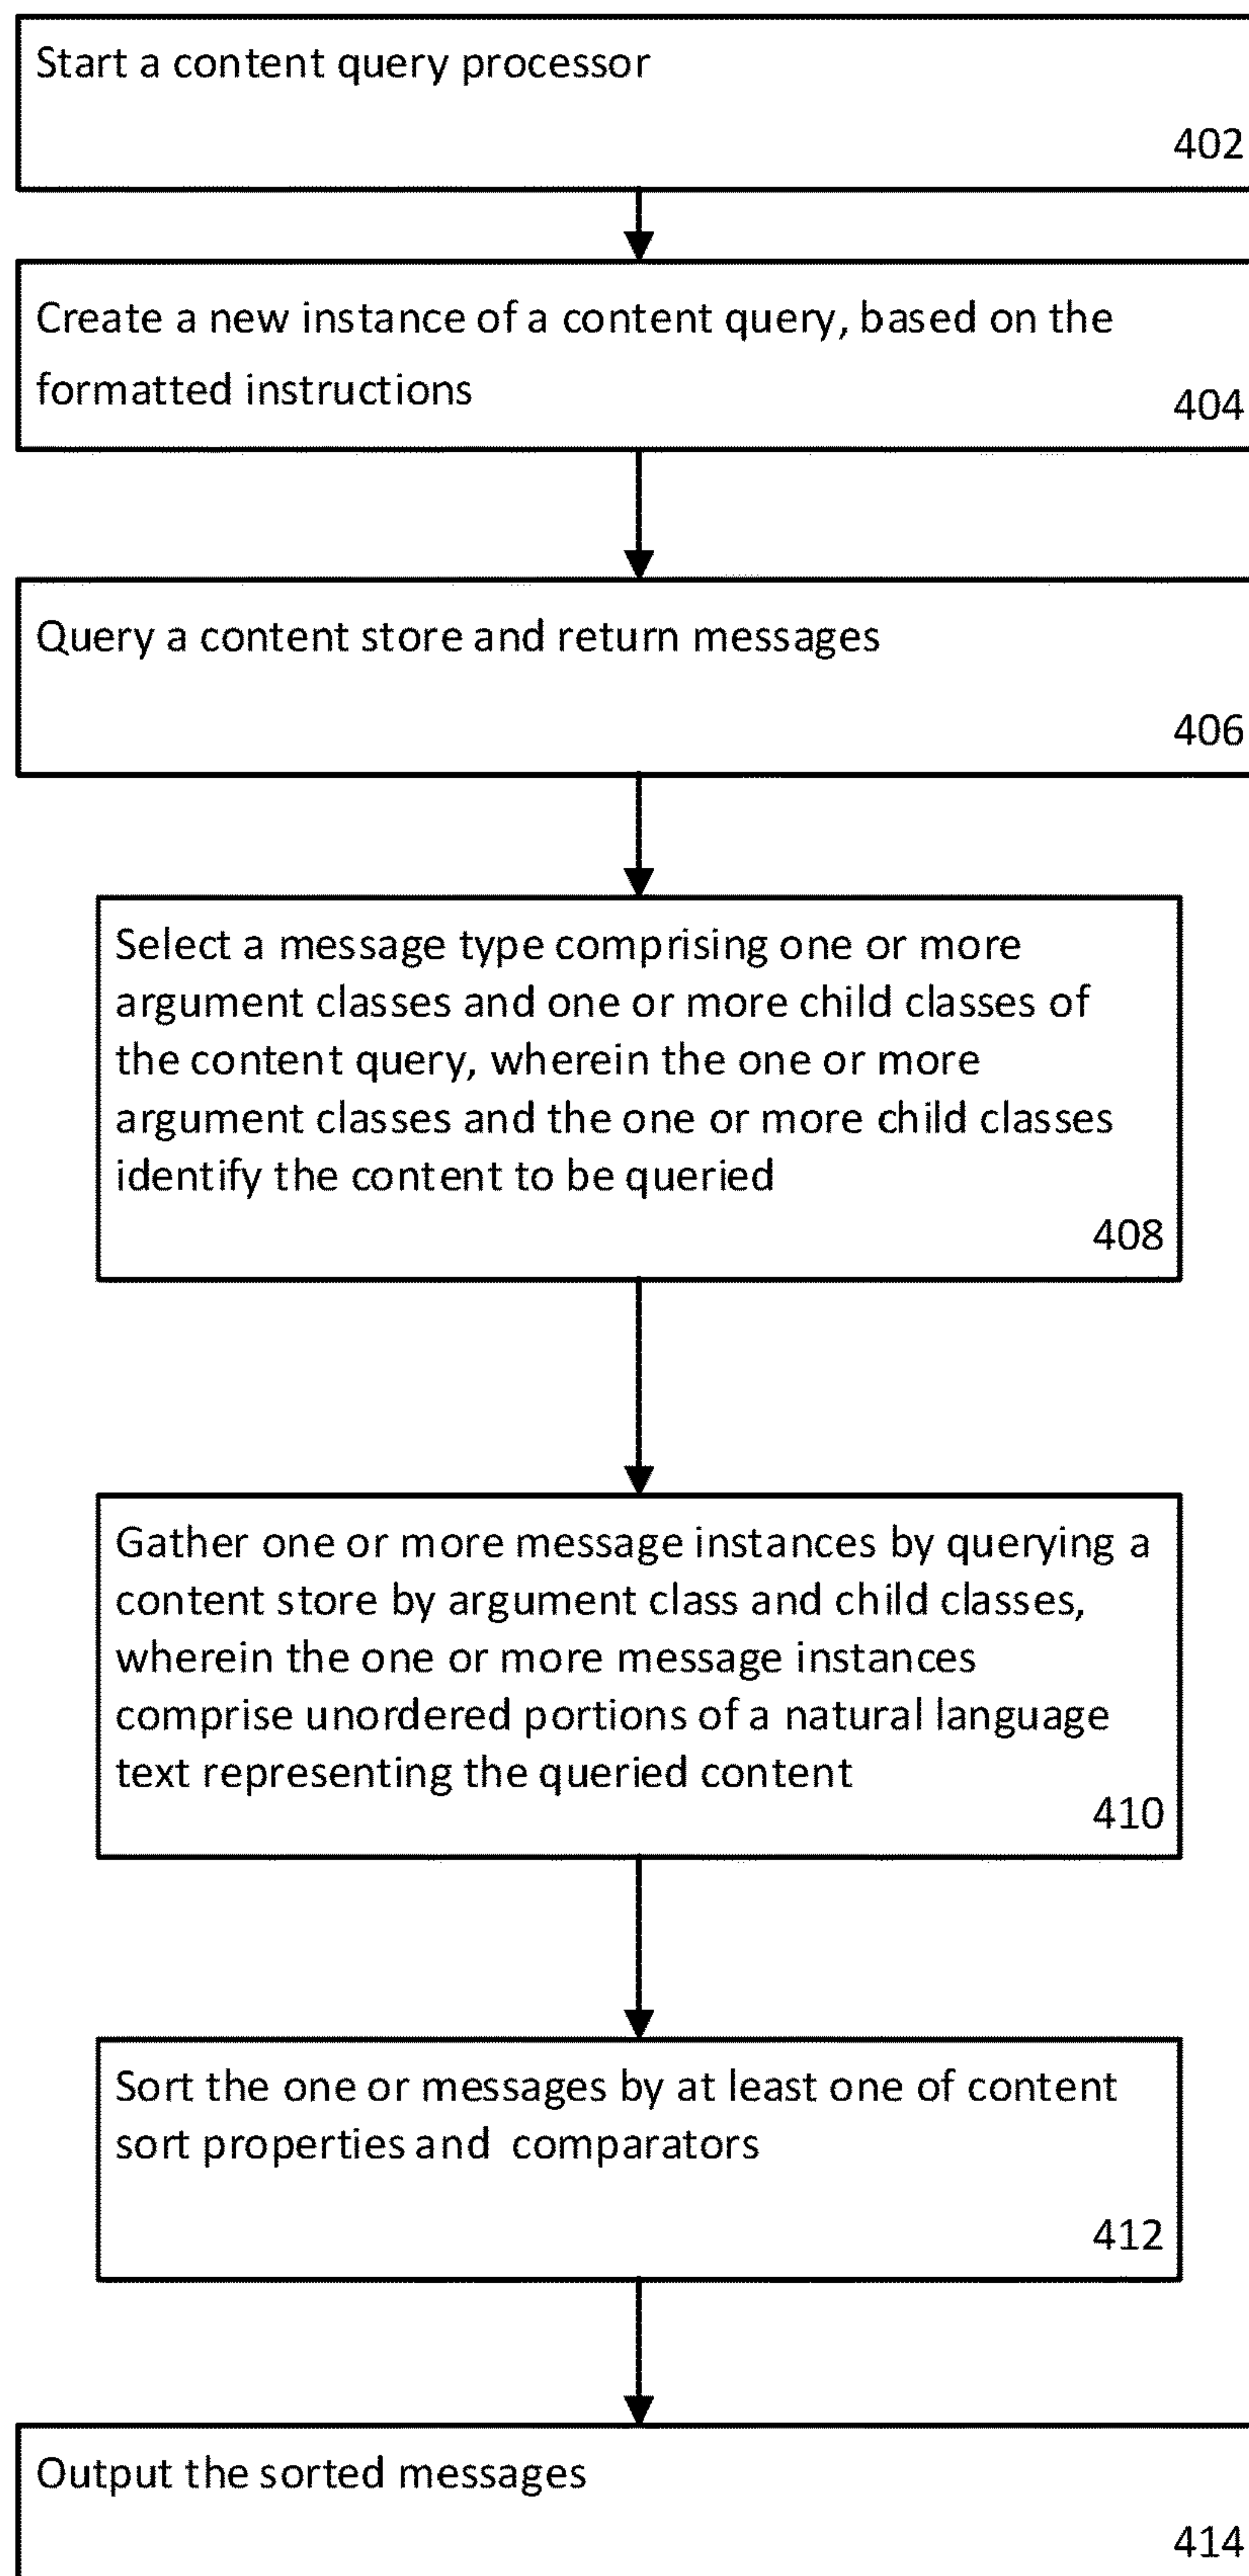 Start a content query processor
402
Create a new instance of a content query, based on the
formatted instructions
404
Query a content store and return messages
406
Select a message type comprising one or more
argument classes and one or more child classes of
the content query, wherein the one or more
argument classes and the one or more child classes
identify the content to be queried
408
Gather one or more message instances by querying a
content store by argument class and child classes,
wherein the one or more message instances
comprise unordered portions of a natural language
text representing the queried content
410
Sort the one or messages by at least one of content
sort properties and comparators
412
Output the sorted messages
414